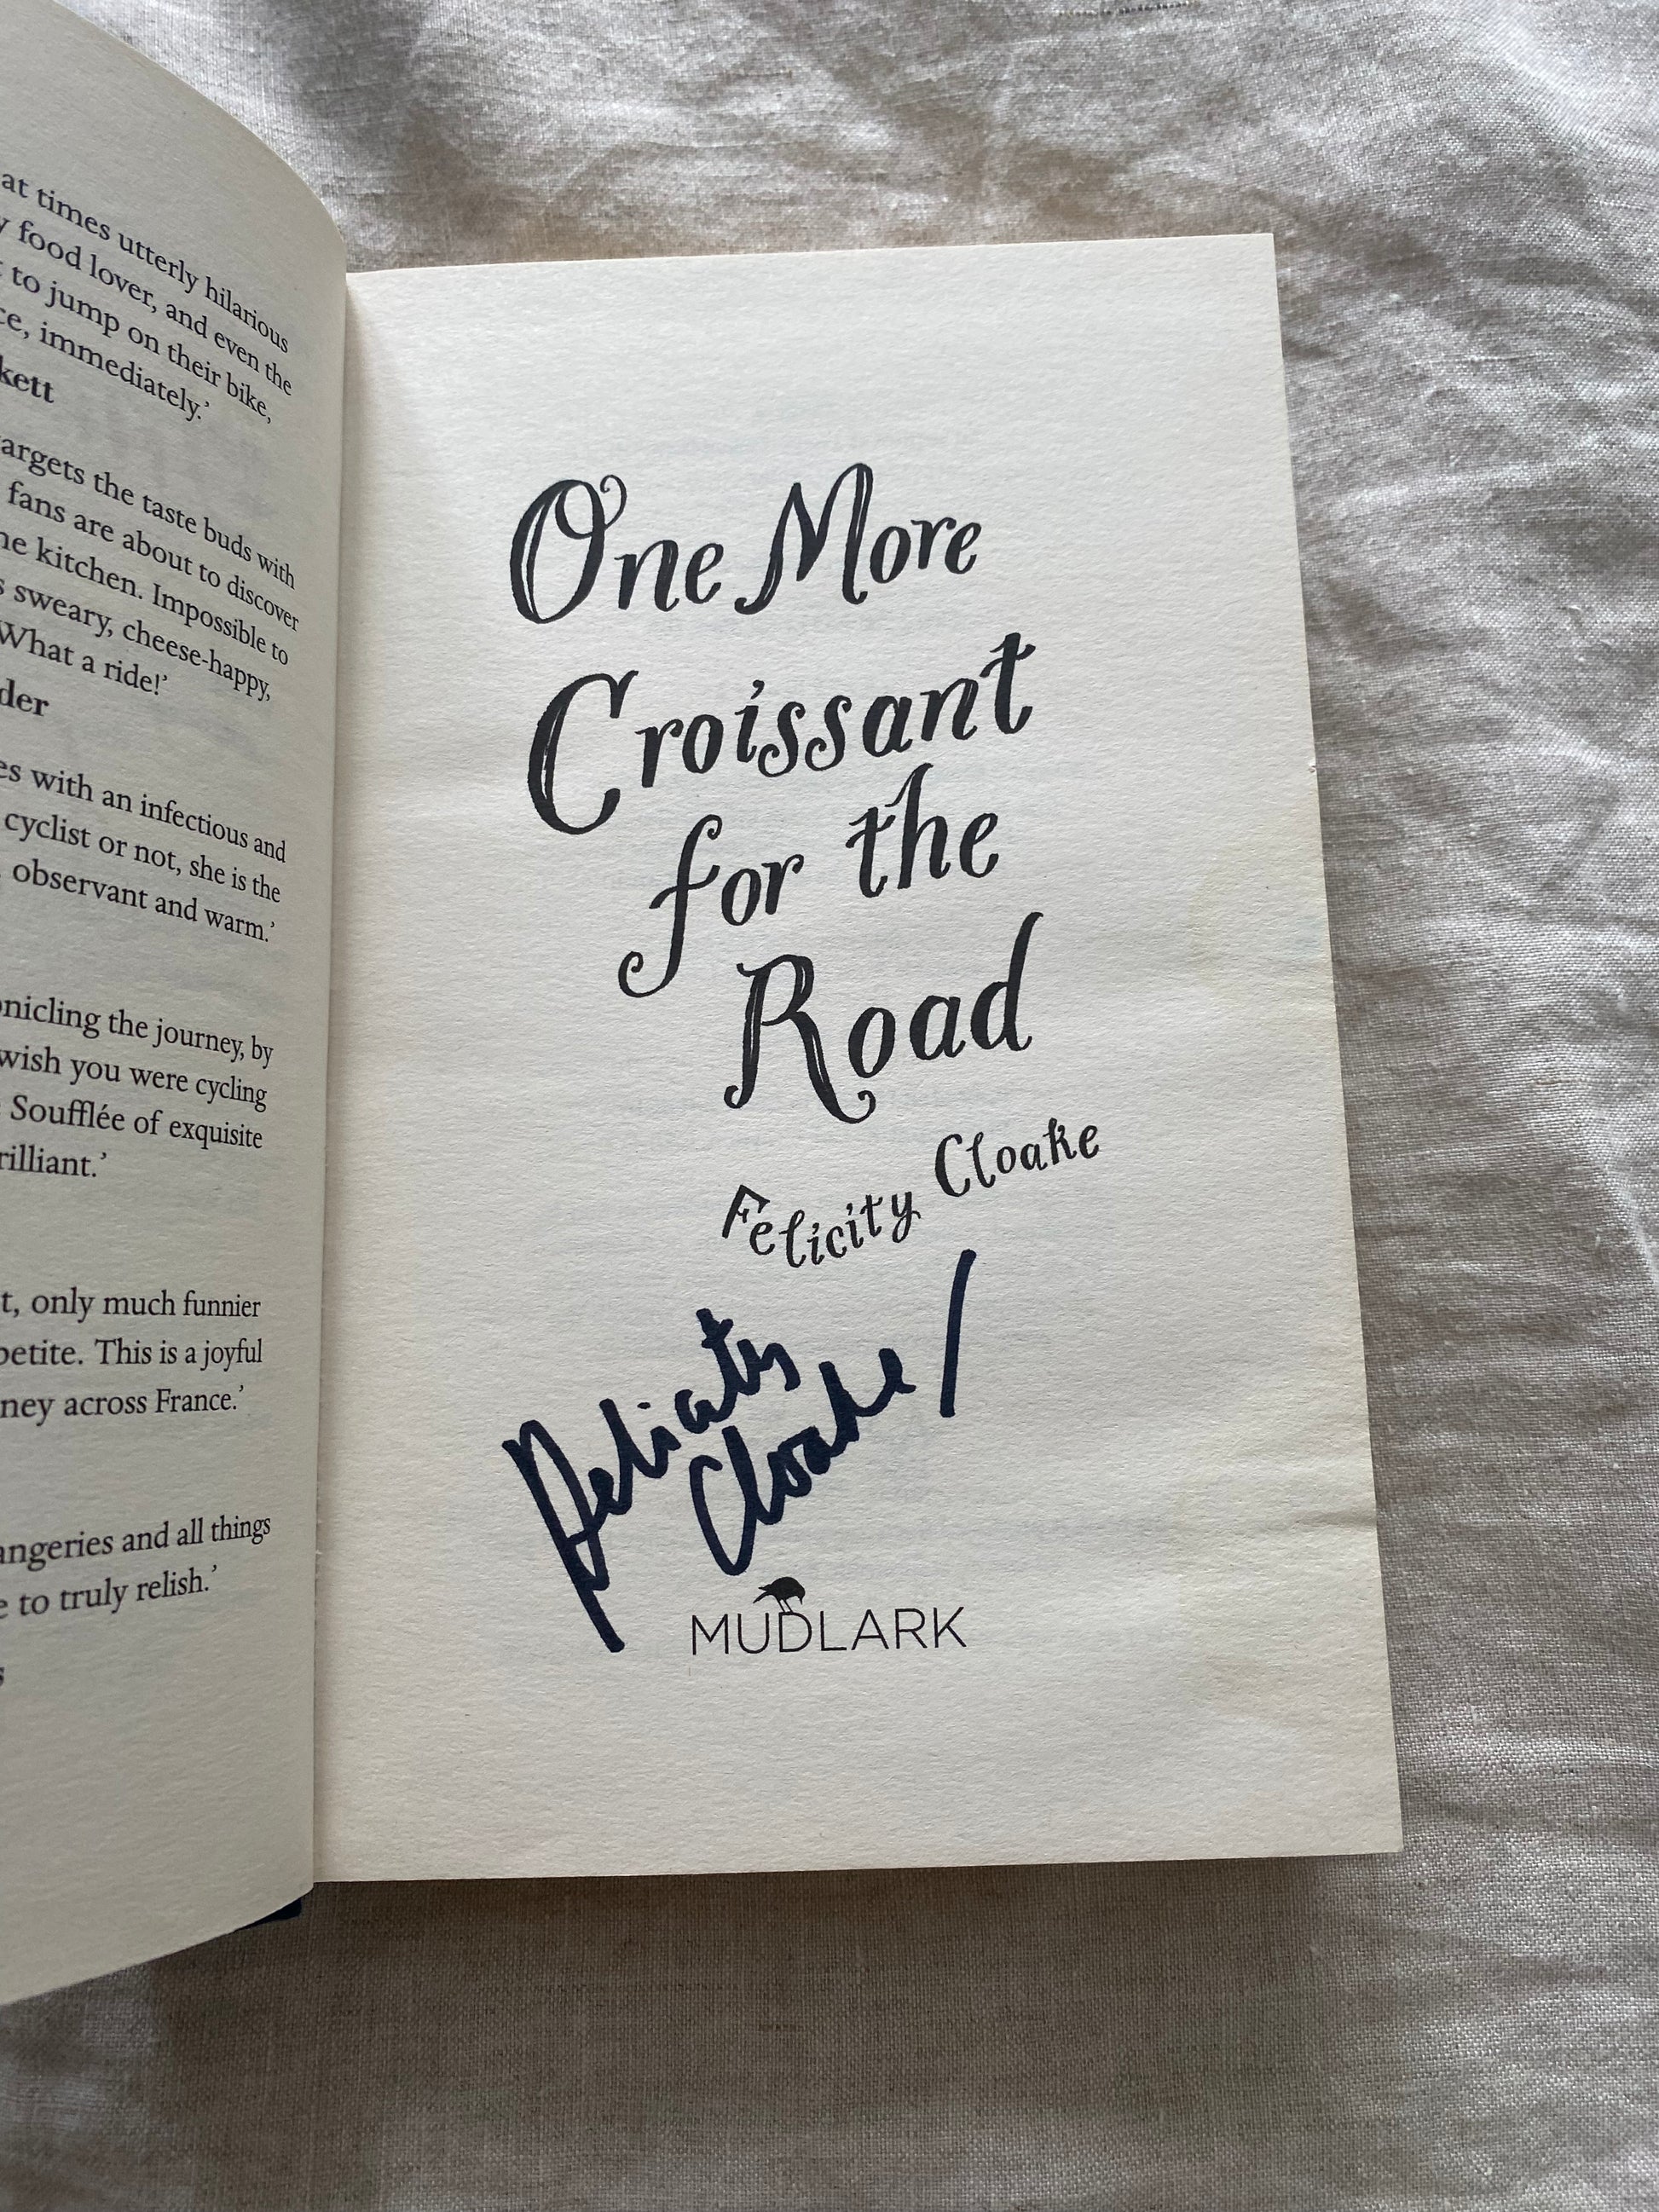 at times utterly hilarious
food lover, and even the
to jump on their bike,
immediately.’
kett
argets the taste buds with
fans are about to discover
kitchen. Impossible to
sweary, cheese-happy,
What a ride!’
der
es with an infectious and
cyclist or not, she is the
observant and warm.’
onicling the journey, by
wish you were cycling
Soufflée of exquisite
rilliant.’
t, only much funnier
petite. This is a joyful
ney across France.’
angeries and all things
to truly relish.’
s
One More
Croissant
for the
Road
Felicity Cloake
Felicity
Cloake
MUDLARK